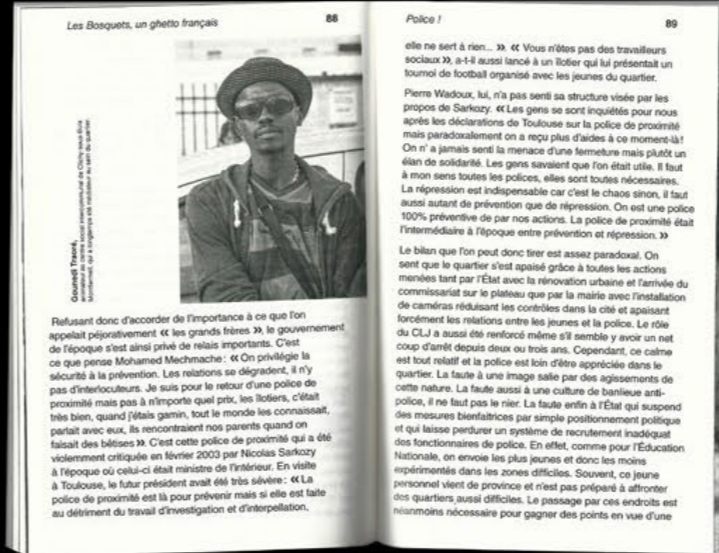 Les Bosquets, un ghetto français
88
Gounedi Traoré,
animateur au centre social intercommunal de Clichy-sous-Bois
Montfermeil, qui a longtemps été médiateur au sein du quartier
Refusant donc d'accorder de l'importance à ce que l'on
appelait péjorativement « les grands frères », le gouvernement
de l'époque s'est ainsi privé de relais importants. C'est
ce que pense Mohamed Mechmache : « On privilégie la
sécurité à la prévention. Les relations se dégradent, il n'y
pas d'interlocuteurs. Je suis pour le retour d'une police de
proximité mais pas à n'importe quel prix, les îlotiers, c'était
très bien, quand j'étais gamin, tout le monde les connaissait,
parlait avec eux, ils rencontraient nos parents quand on
faisait des bêtises ». C'est cette police de proximité qui a été
violemment critiquée en février 2003 par Nicolas Sarkozy
à l'époque où celui-ci était ministre de l'intérieur. En visite
à Toulouse, le futur président avait été très sévère : « La
police de proximité est là pour prévenir mais si elle est faite
au détriment du travail d'investigation et d'interpellation,
Police !
89
elle ne sert à rien... ». « Vous n'êtes pas des travailleurs
sociaux », a-t-il aussi lancé à un îlotier qui lui présentait un
tournoi de football organisé avec les jeunes du quartier.
Pierre Wadoux, lui, n'a pas senti sa structure visée par les
propos de Sarkozy. « Les gens se sont inquiétés pour nous
après les déclarations de Toulouse sur la police de proximité
mais paradoxalement on a reçu plus d'aides à ce moment-là !
On n' a jamais senti la menace d'une fermeture mais plutôt un
élan de solidarité. Les gens savaient que l'on était utile. Il faut
à mon sens toutes les polices, elles sont toutes nécessaires.
La répression est indispensable car c'est le chaos sinon, il faut
aussi autant de prévention que de répression. On est une police
100% préventive de par nos actions. La police de proximité était
l'intermédiaire à l'époque entre prévention et répression. »
Le bilan que l'on peut donc tirer est assez paradoxal. On
sent que le quartier s'est apaisé grâce à toutes les actions
menées tant par l'État avec la rénovation urbaine et l'arrivée du
commissariat sur le plateau que par la mairie avec l'installation
de caméras réduisant les contrôles dans la cité et apaisant
forcément les relations entre les jeunes et la police. Le rôle
du CLJ a aussi été renforcé même s'il semble y avoir un net
coup d'arrêt depuis deux ou trois ans. Cependant, ce calme
est tout relatif et la police est loin d'être appréciée dans le
quartier. La faute à une image salie par des agissements de
cette nature. La faute aussi à une culture de banlieue anti-
police, il ne faut pas le nier. La faute enfin à l'État qui suspend
des mesures bienfaitrices par simple positionnement politique
et qui laisse perdurer un système de recrutement inadéquat
des fonctionnaires de police. En effet, comme pour l'Éducation
Nationale, on envoie les plus jeunes et donc les moins
expérimentés dans les zones difficiles. Souvent, ce jeune
personnel vient de province et n'est pas préparé à affronter
des quartiers aussi difficiles. Le passage par ces endroits est
néanmoins nécessaire pour gagner des points en vue d'une